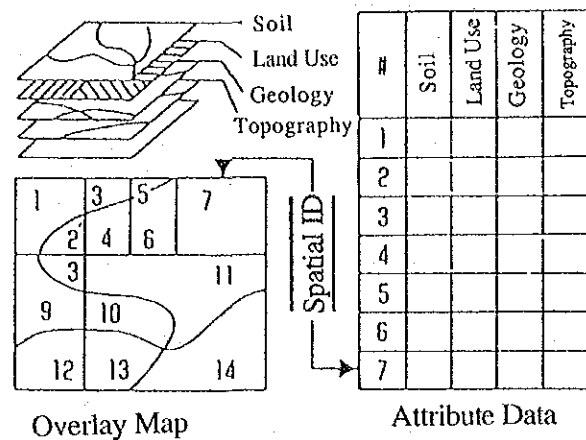 Soil
Land Use
Geology
Topography
1 3 5 7
2 4 6
3 11
9 10
12 13 14
Overlay Map
Spatial ID
# Soil Land Use Geology Topography
1
2
3
4
5
6
7
Attribute Data